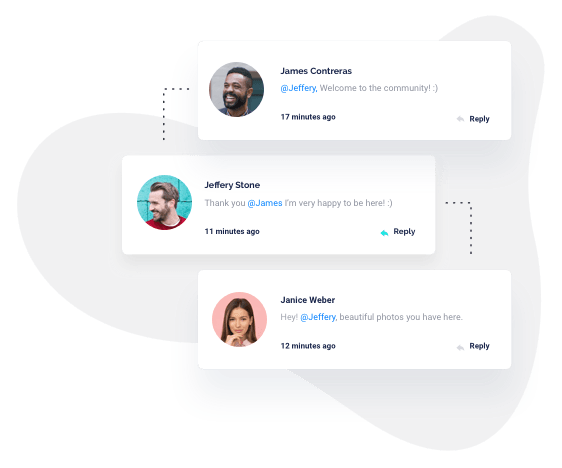 James Contreras
@Jeffery, Welcome to the community! :)
17 minutes ago
Reply
Jeffery Stone
Thank you @James I'm very happy to be here! :)
11 minutes ago
Reply
Janice Weber
Hey! @Jeffery, beautiful photos you have here.
12 minutes ago
Reply